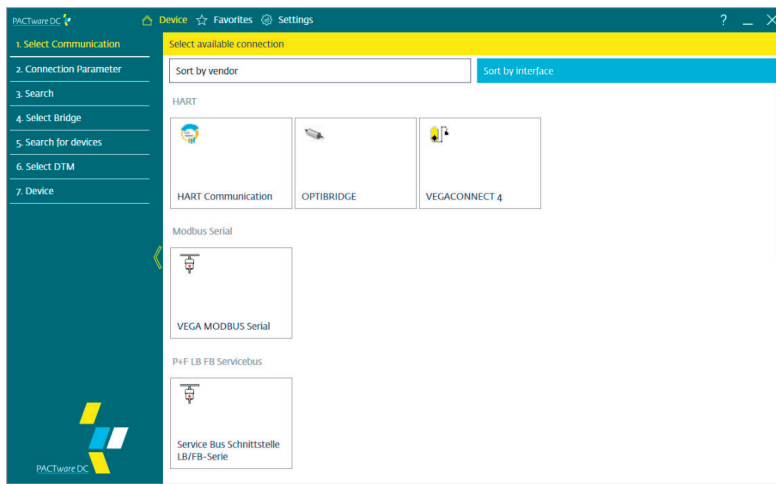 PACTware DC
Device
Favorites
Settings
?
1. Select Communication
2. Connection Parameter
3. Search
4. Select Bridge
5. Search for devices
6. Select DTM
7. Device
PACTware DC
Select available connection
Sort by vendor
Sort by interface
HART
HART Communication
OPTIBRIDGE
VEGACONNECT 4
Modbus Serial
VEGA MODBUS Serial
P+F LB FB Servicebus
Service Bus Schnittstelle
LB/FB-Serie